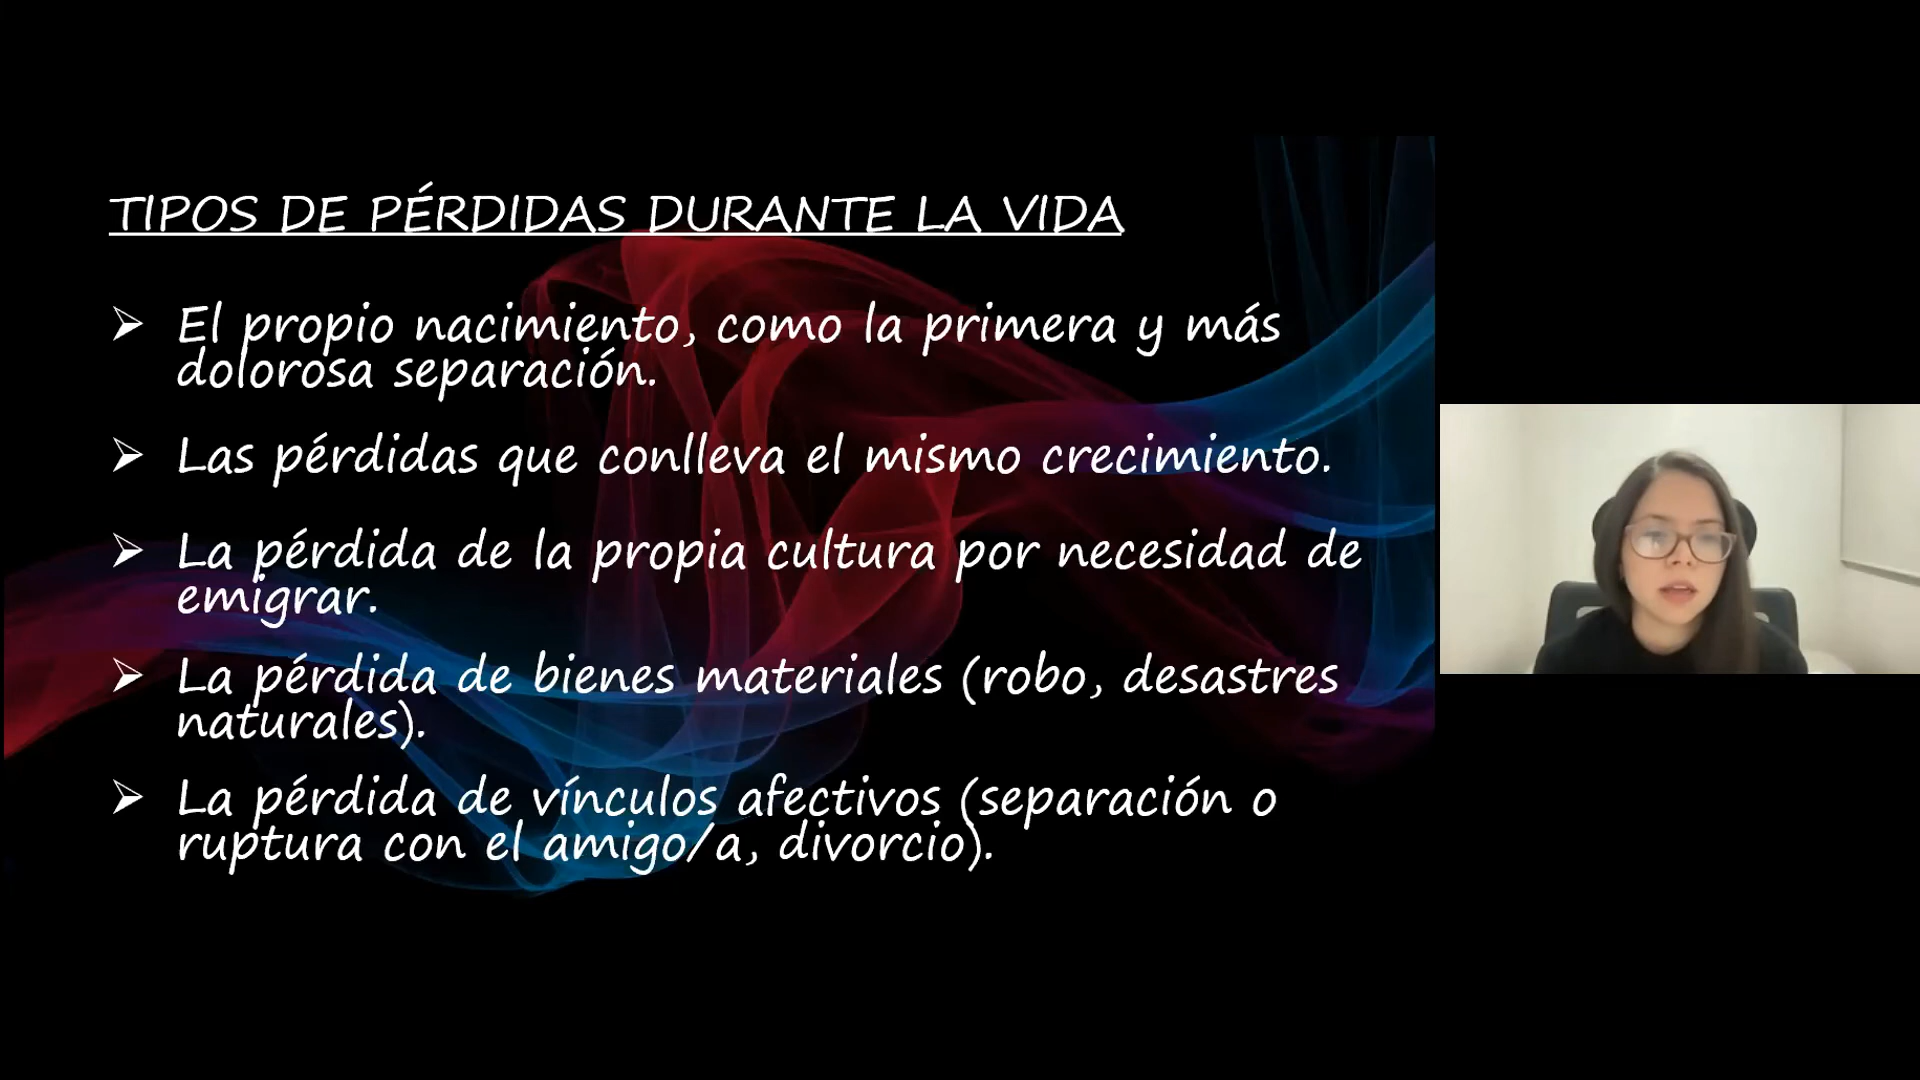 TIPOS DE PÉRDIDAS DURANTE LA VIDA
➢ El propio nacimiento, como la primera y más
dolorosa separación.
➢ Las pérdidas que conlleva el mismo crecimiento.
➢ La pérdida de la propia cultura por necesidad de
emigrar.
➢ La pérdida de bienes materiales (robo, desastres
naturales).
➢ La pérdida de vínculos afectivos (separación o
ruptura con el amigo/a, divorcio).